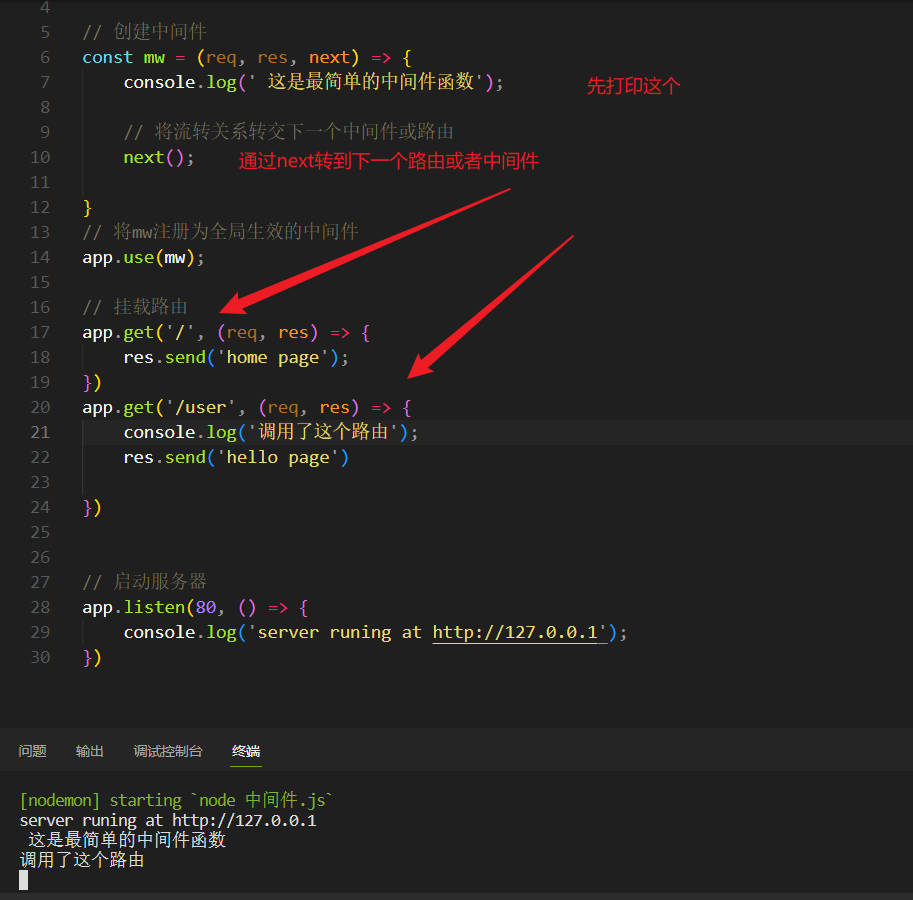 4
5 // 创建中间件
6 const mw = (req, res, next) => {
7 console.log(' 这是最简单的中间件函数'); 先打印这个
8
9 // 将流转关系转交下一个中间件或路由
10 next(); 通过next转到下一个路由或者中间件
11
12 }
13 // 将mw注册为全局生效的中间件
14 app.use(mw);
15
16 // 挂载路由
17 app.get('/', (req, res) => {
18 res.send('home page');
19 })
20 app.get('/user', (req, res) => {
21 console.log('调用了这个路由');
22 res.send('hello page')
23
24 })
25
26
27 // 启动服务器
28 app.listen(80, () => {
29 console.log('server runing at http://127.0.0.1');
30 })
问题 输出 调试控制台 终端
[nodemon] starting `node 中间件.js`
server runing at http://127.0.0.1
 这是最简单的中间件函数
调用了这个路由